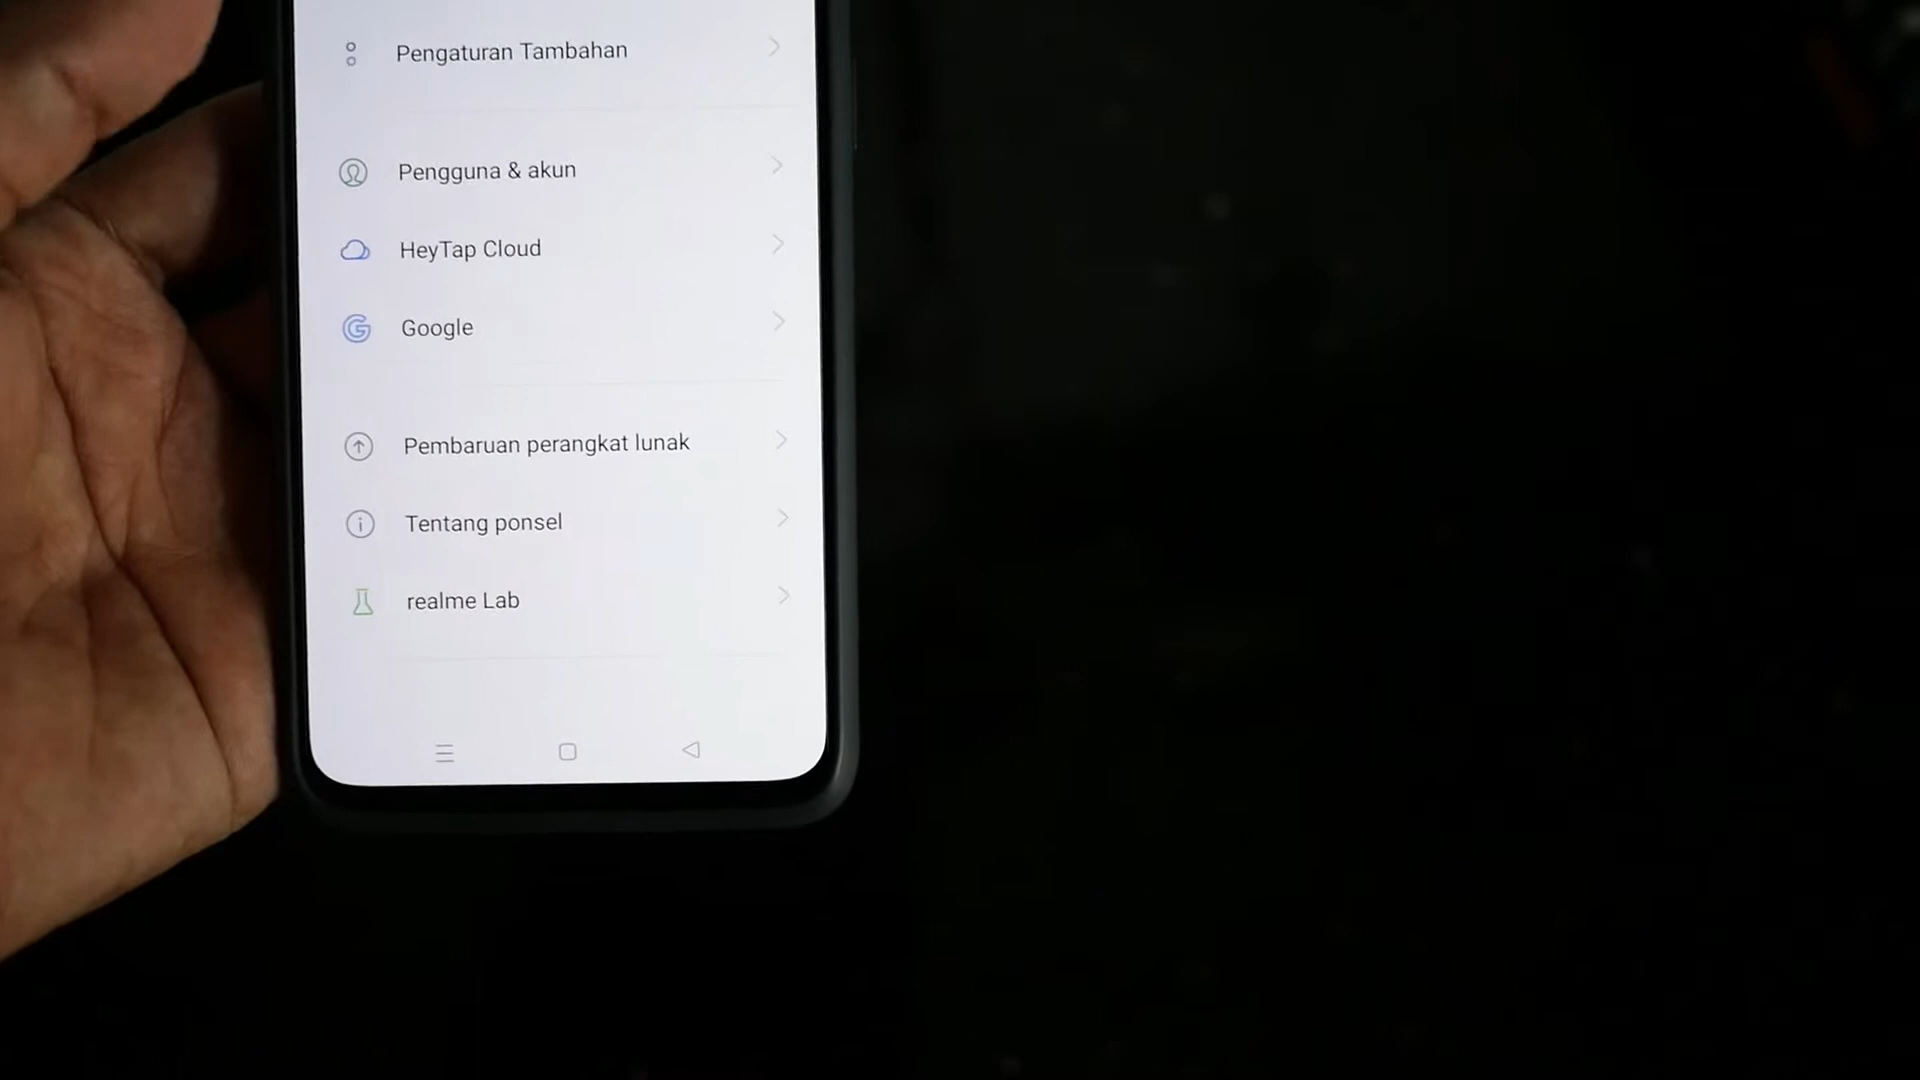 Pengaturan Tambahan
Pengguna & akun
HeyTap Cloud
Google
Pembaruan perangkat lunak
Tentang ponsel
realme Lab